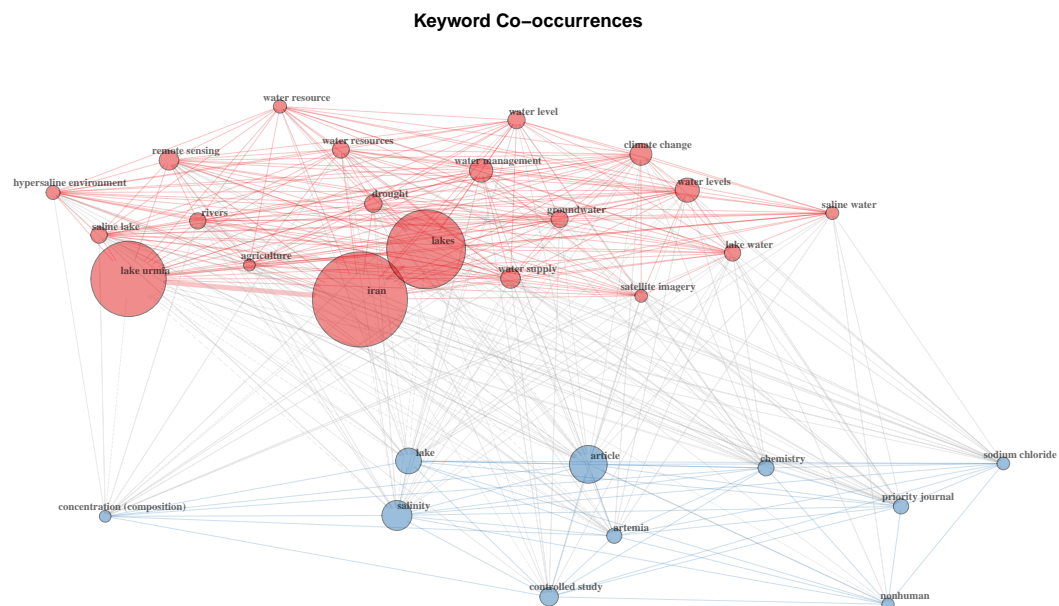 Keyword Co-occurrences
water resource
water level
water resources
climate change
remote sensing
water management
hypersaline environment
water levels
drought
saline water
rivers
groundwater
saline lake
lakes
lake water
agriculture
lake urmia
water supply
iran
satellite imagery
lake
article
chemistry
sodium chloride
priority journal
concentration (composition)
salinity
artemia
controlled study
nonhuman